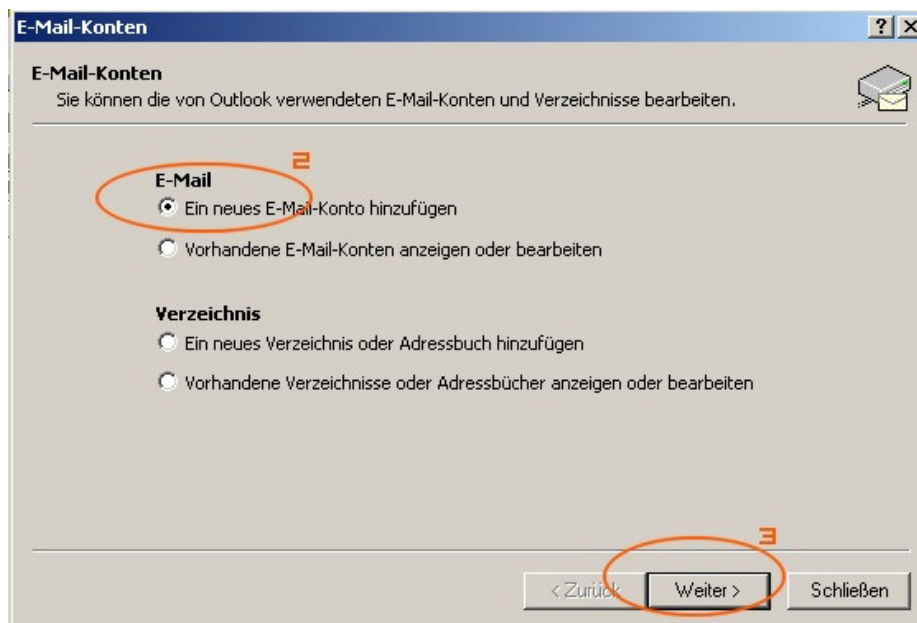 E-Mail-Konten
E-Mail-Konten
Sie können die von Outlook verwendeten E-Mail-Konten und Verzeichnisse bearbeiten.
2
E-Mail
Ein neues E-Mail-Konto hinzufügen
Vorhandene E-Mail-Konten anzeigen oder bearbeiten
Verzeichnis
Ein neues Verzeichnis oder Adressbuch hinzufügen
Vorhandene Verzeichnisse oder Adressbücher anzeigen oder bearbeiten
3
< Zurück Weiter > Schließen